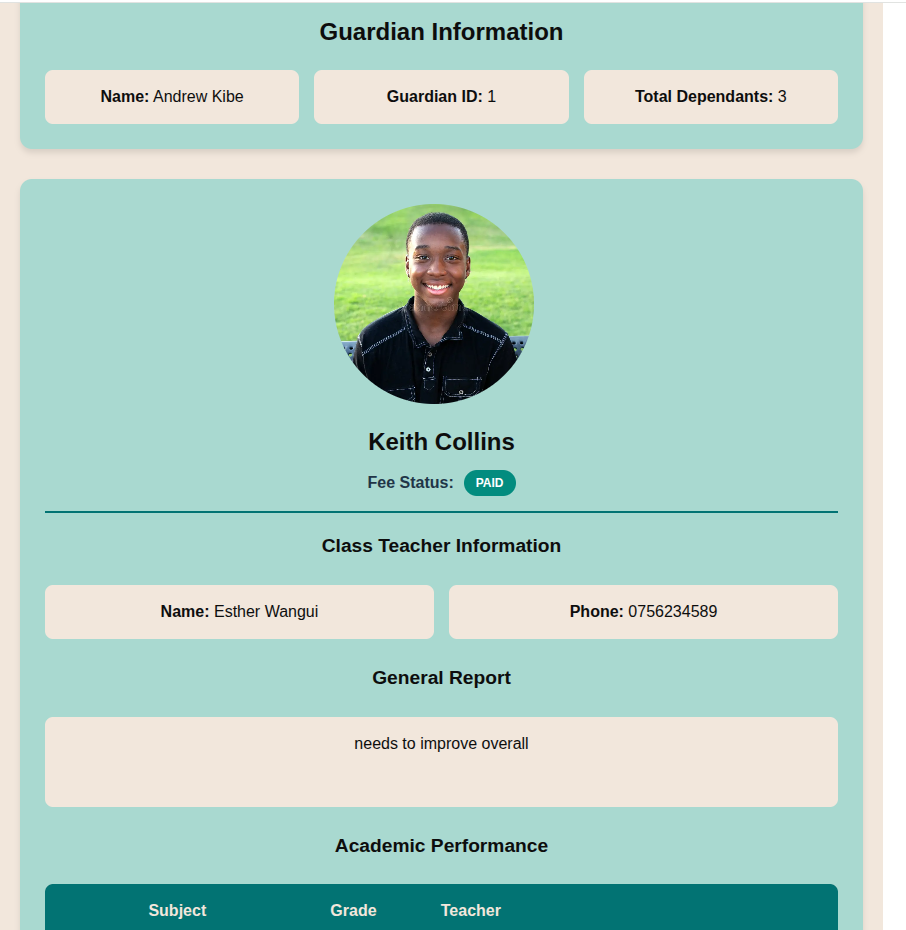 Guardian Information
Name: Andrew Kibe
Guardian ID: 1
Total Dependants: 3
Keith Collins
Fee Status: PAID
Class Teacher Information
Name: Esther Wangui
Phone: 0756234589
General Report
needs to improve overall
Academic Performance
Subject Grade Teacher